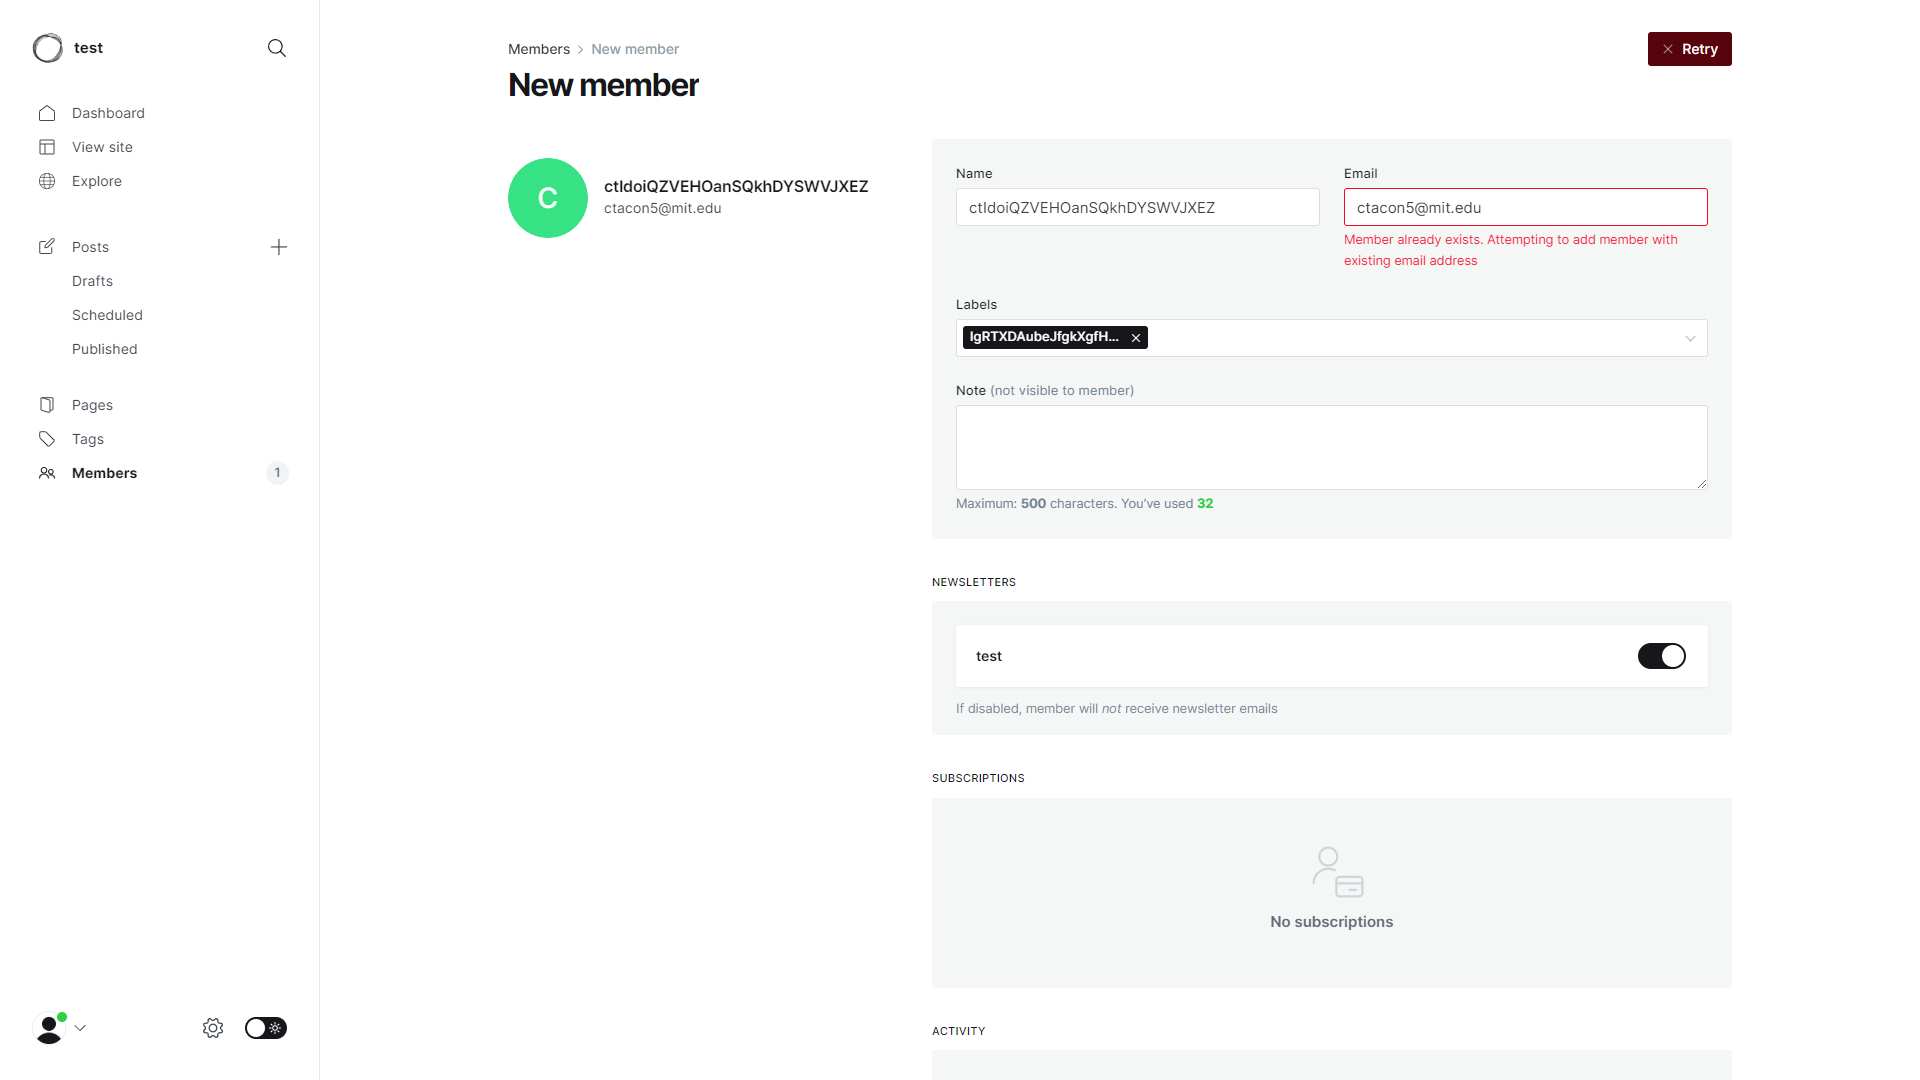 test
Dashboard
View site
Explore
Posts
Drafts
Scheduled
Published
Pages
Tags
Members
1
Members > New member
New member
Retry
C
ctIdoiQZVEHOanSQkhDYSWVJXEZ
ctacon5@mit.edu
Name
ctIdoiQZVEHOanSQkhDYSWVJXEZ
Email
ctacon5@mit.edu
Member already exists. Attempting to add member with
existing email address
Labels
IgRTXDAubeJfgkXgfH...
Note (not visible to member)
Maximum: 500 characters. You’ve used 32
NEWSLETTERS
test
If disabled, member will not receive newsletter emails
SUBSCRIPTIONS
No subscriptions
ACTIVITY